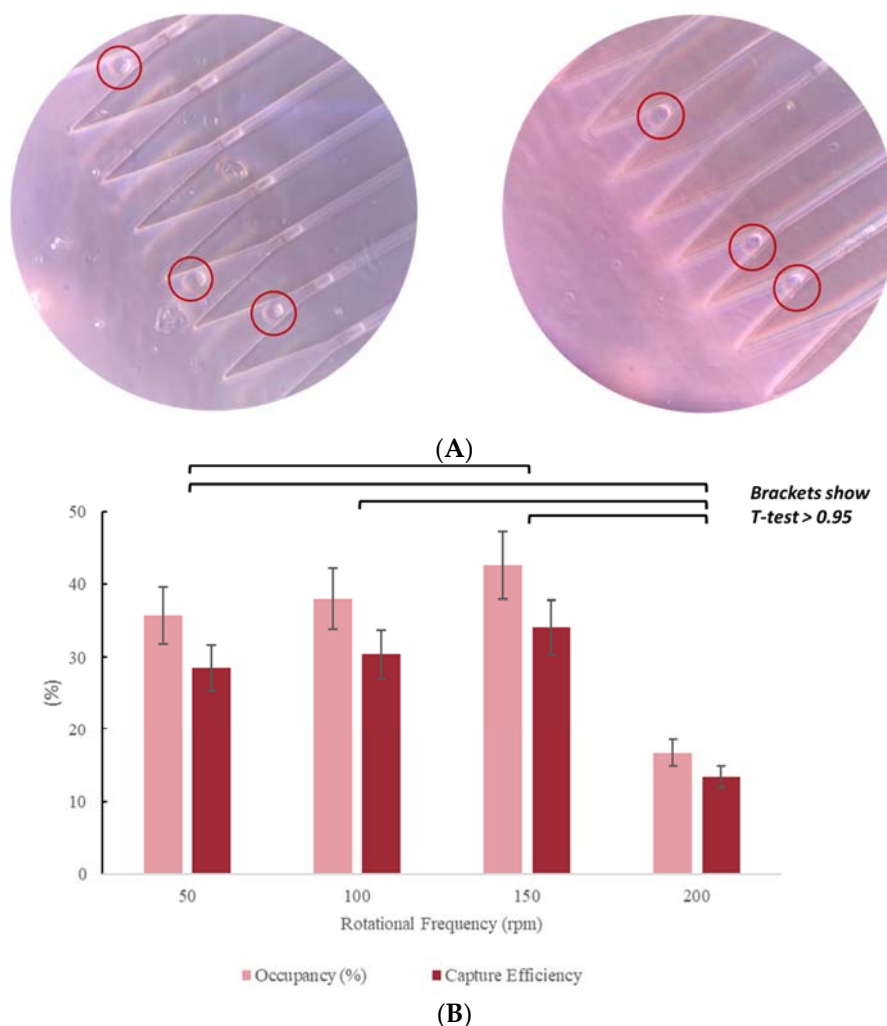 (A)
Brackets show
T-test > 0.95
50
40
30
20
10
0
(%)
50 100 150 200
Rotational Frequency (rpm)
Occupancy (%) Capture Efficiency
(B)